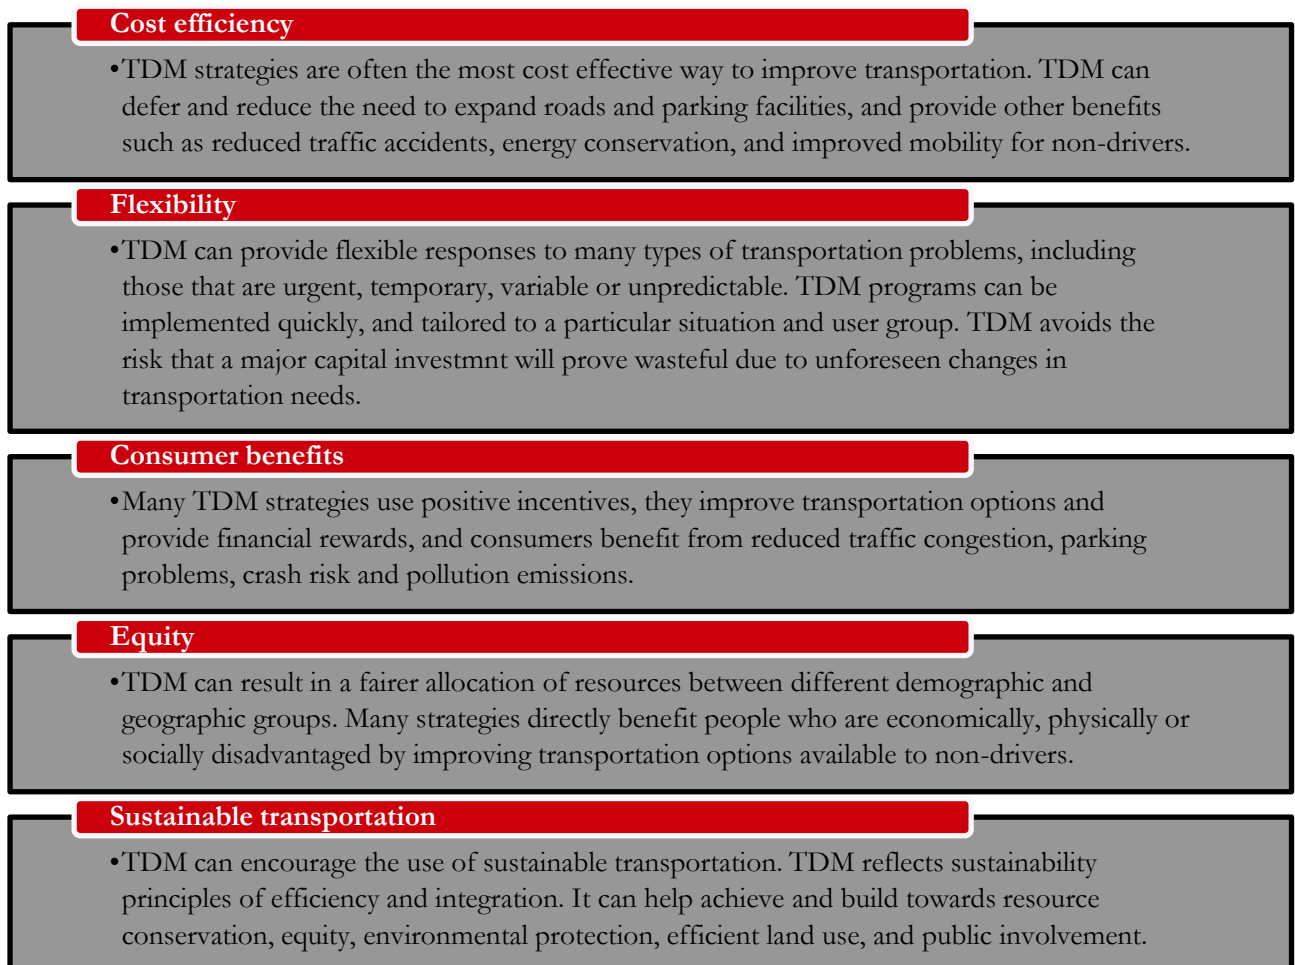 Cost efficiency
•TDM strategies are often the most cost effective way to improve transportation. TDM can
defer and reduce the need to expand roads and parking facilities, and provide other benefits
such as reduced traffic accidents, energy conservation, and improved mobility for non-drivers.
Flexibility
•TDM can provide flexible responses to many types of transportation problems, including
those that are urgent, temporary, variable or unpredictable. TDM programs can be
implemented quickly, and tailored to a particular situation and user group. TDM avoids the
risk that a major capital investmnt will prove wasteful due to unforeseen changes in
transportation needs.
Consumer benefits
•Many TDM strategies use positive incentives, they improve transportation options and
provide financial rewards, and consumers benefit from reduced traffic congestion, parking
problems, crash risk and pollution emissions.
Equity
•TDM can result in a fairer allocation of resources between different demographic and
geographic groups. Many strategies directly benefit people who are economically, physically or
socially disadvantaged by improving transportation options available to non-drivers.
Sustainable transportation
•TDM can encourage the use of sustainable transportation. TDM reflects sustainability
principles of efficiency and integration. It can help achieve and build towards resource
conservation, equity, environmental protection, efficient land use, and public involvement.